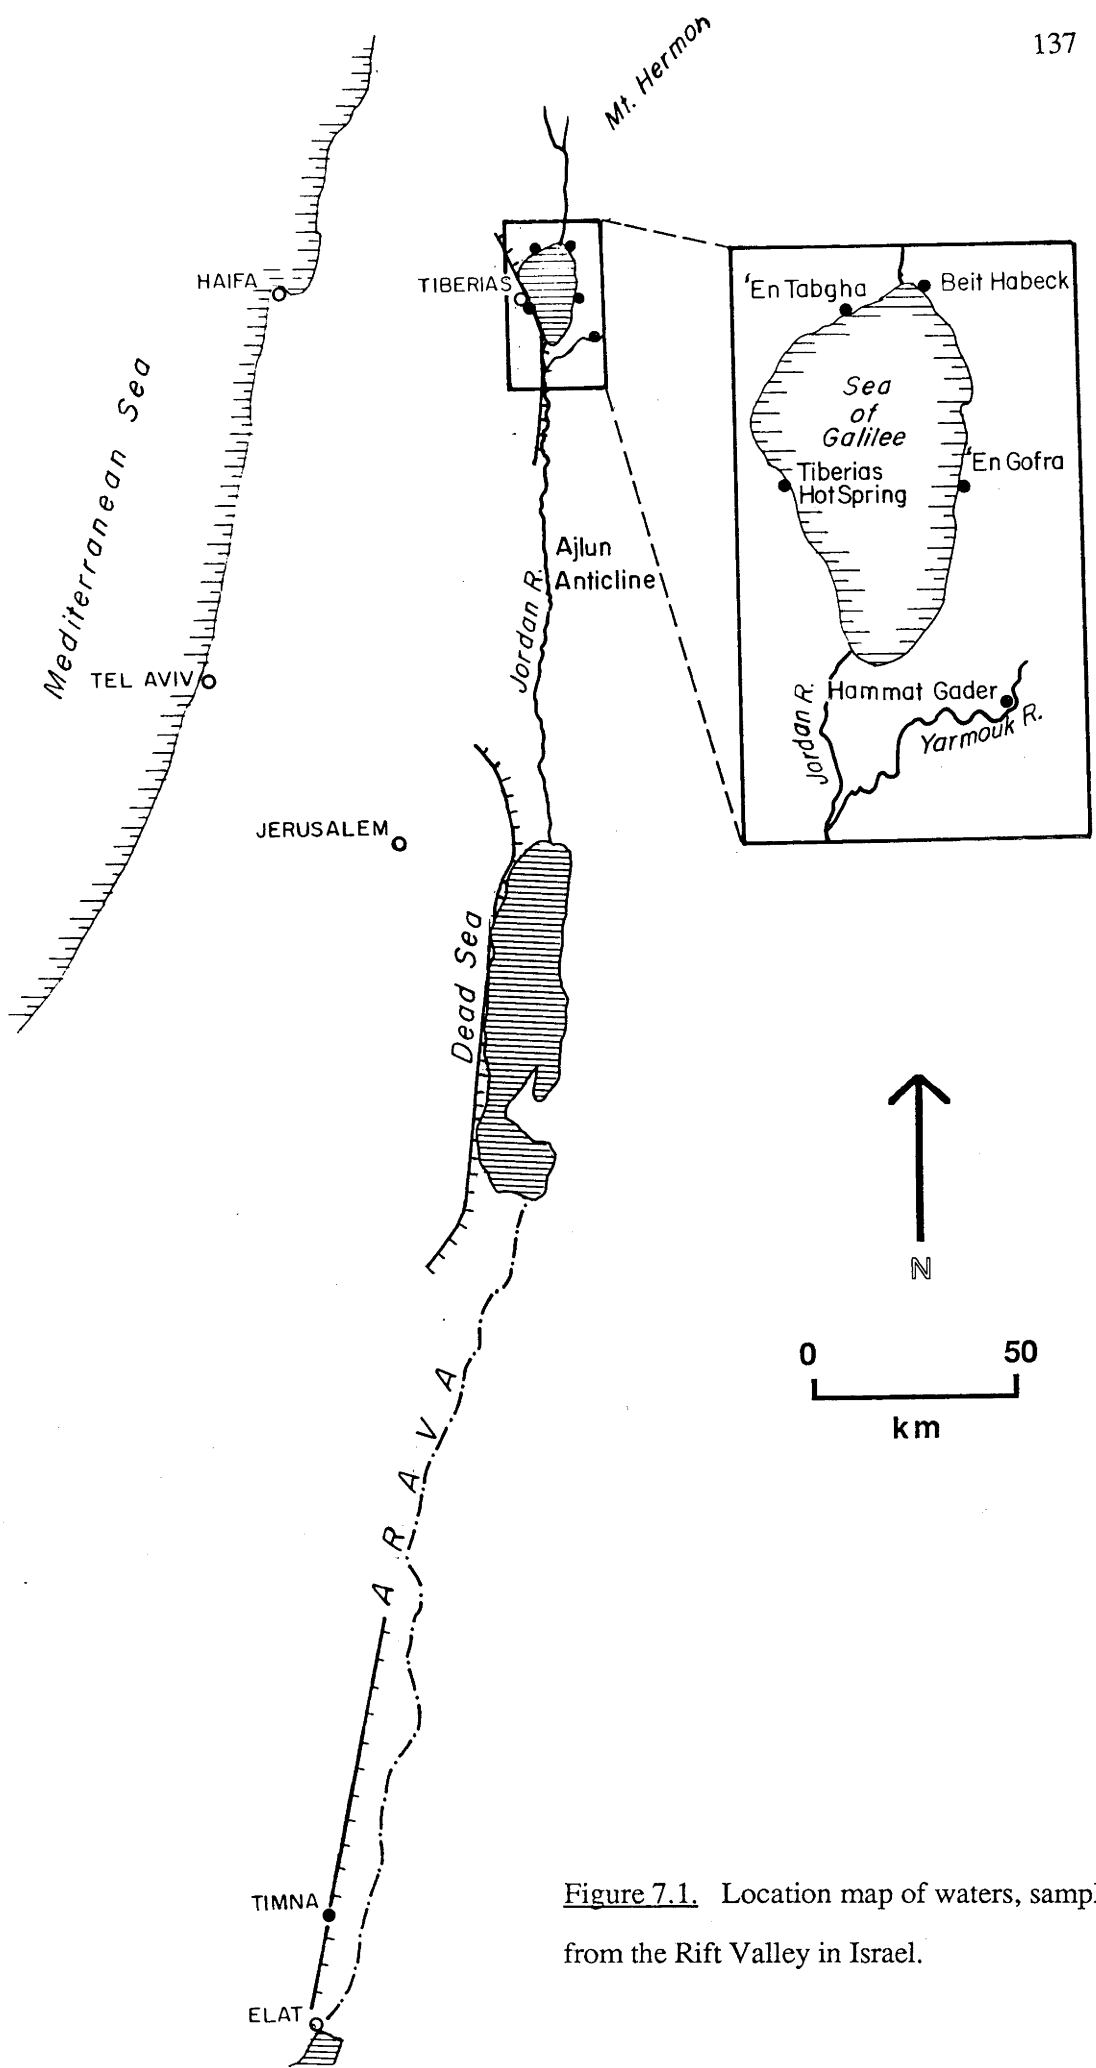 137
Mt. Hermon
HAIFA
TIBERIAS
'En Tabgha
Beit Habeck
Sea
of
Galilee
Tiberias
Hot Spring
'En Gofra
Mediterranean Sea
Ajlun
Anticline
Jordan R.
TEL AVIV
Hammat Gader
Jordan R.
Yarmouk R.
JERUSALEM
Dead Sea
N
0 50
km
ARAVA
TIMNA
ELAT
Figure 7.1. Location map of waters, sampl
from the Rift Valley in Israel.